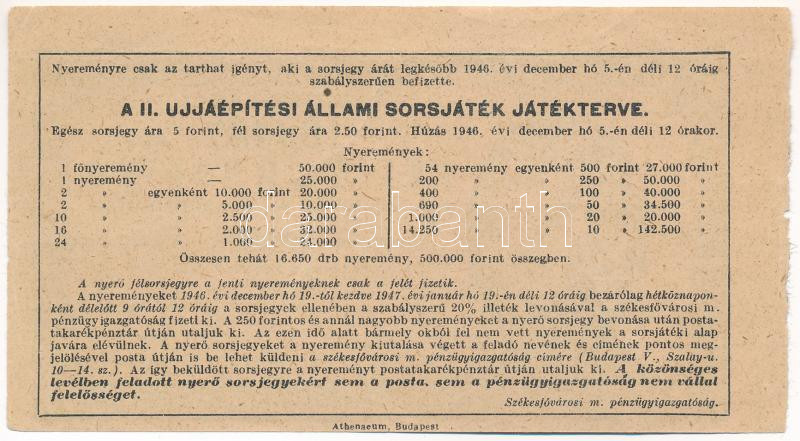 Nyereményre csak az tarthat igényt, aki a sorsjegy árát legkésőbb 1946. évi december hó 5.-én déli 12 óráig
szabályszerűen befizette.
A II. UJJÁÉPÍTÉSI ÁLLAMI SORSJÁTÉK JÁTÉKTERVE.
Egész sorsjegy ára 5 forint, fél sorsjegy ára 2.50 forint. Húzás 1946. évi december hó 5.-én déli 12 órakor.
Nyeremények:
1 főnyeremény — 50.000 forint
1 nyeremény — 25.000 »
2 » egyenként 10.000 forint 20.000 »
2 » » 5.000 » 10.000 »
10 » » 2.500 » 25.000 »
16 » » 2.000 » 32.000 »
24 » » 1.000 » 24.000 »
54 nyeremény egyenként 500 forint 27.000 forint
200 » » 250 » 50.000 »
400 » » 100 » 40.000 »
690 » » 50 » 34.500 »
1.000 » » 20 » 20.000 »
14.250 » » 10 » 142.500 »
Összesen tehát 16.650 drb nyeremény, 500.000 forint összegben.
A nyerő félsorsjegyre a fenti nyereményeknek csak a felét fizetik.
A nyereményeket 1946. évi december hó 19.-től kezdve 1947. évi január hó 19.-én déli 12 óráig bezárólag hétköznapon-
ként délelőtt 9 órától 12 óráig a sorsjegyek ellenében a szabályszerű 20% illeték levonásával a székesfővárosi m.
pénzügyigazgatóság fizeti ki. A 250 forintos és annál nagyobb nyereményeket a nyerő sorsjegy bevonása után posta-
takarékpénztár útján utaljuk ki. Az ezen idő alatt bármely okból fel nem vett nyeremények a sorsjátéki alap
javára elévülnek. A nyerő sorsjegyeket a nyeremény kiutalása végett a feladó nevének és címének pontos meg-
jelölésével posta útján is be lehet küldeni a székesfővárosi m. pénzügyigazgatóság címére (Budapest V., Szalay-u.
10—14. sz.). Az így beküldött sorsjegyre a nyereményt postatakarékpénztár útján utaljuk ki. A közönséges
levélben feladott nyerő sorsjegyekért sem a posta, sem a pénzügyigazgatóság nem vállal
felelősséget.
Székesfővárosi m. pénzügyigazgatóság.
Athenaeum, Budapest
darabanth